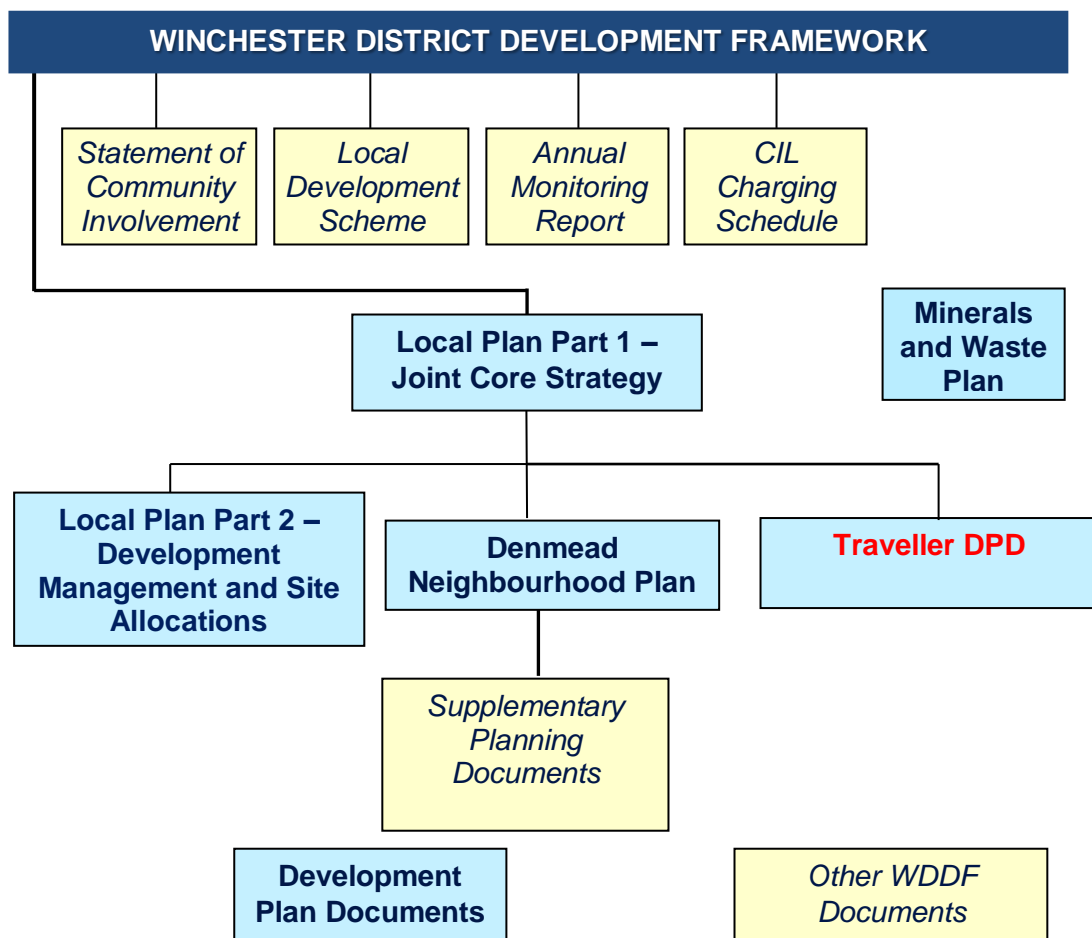 WINCHESTER DISTRICT DEVELOPMENT FRAMEWORK
Statement of
Community
Involvement
Local
Development
Scheme
Annual
Monitoring
Report
CIL
Charging
Schedule
Local Plan Part 1 –
Joint Core Strategy
Minerals
and Waste
Plan
Local Plan Part 2 –
Development
Management and Site
Allocations
Denmead
Neighbourhood Plan
Traveller DPD
Supplementary
Planning
Documents
Development
Plan Documents
Other WDDF
Documents